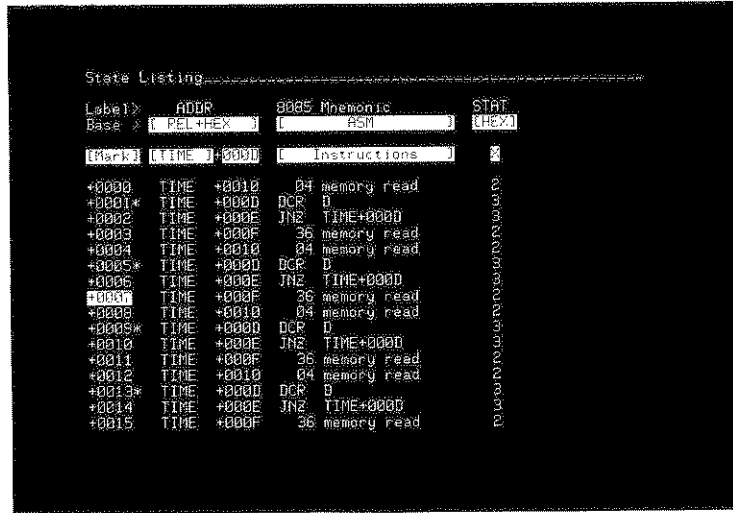 State Listing
Label> ADDR 8085 Mnemonic STAT
Base > [ REL+HEX ] [ ASM ] [HEX]
[Mark] [TIME ]+000D [ Instructions ] X
+0000 TIME +0010 04 memory read 2
+0001* TIME +000D DCR D 3
+0002 TIME +000E JNZ TIME+000D 3
+0003 TIME +000F 36 memory read 2
+0004 TIME +0010 04 memory read 2
+0005* TIME +000D DCR D 3
+0006 TIME +000E JNZ TIME+000D 3
+0007 TIME +000F 36 memory read 2
+0008 TIME +0010 04 memory read 2
+0009* TIME +000D DCR D 3
+0010 TIME +000E JNZ TIME+000D 3
+0011 TIME +000F 36 memory read 2
+0012 TIME +0010 04 memory read 2
+0013* TIME +000D DCR D 3
+0014 TIME +000E JNZ TIME+000D 3
+0015 TIME +000F 36 memory read 2